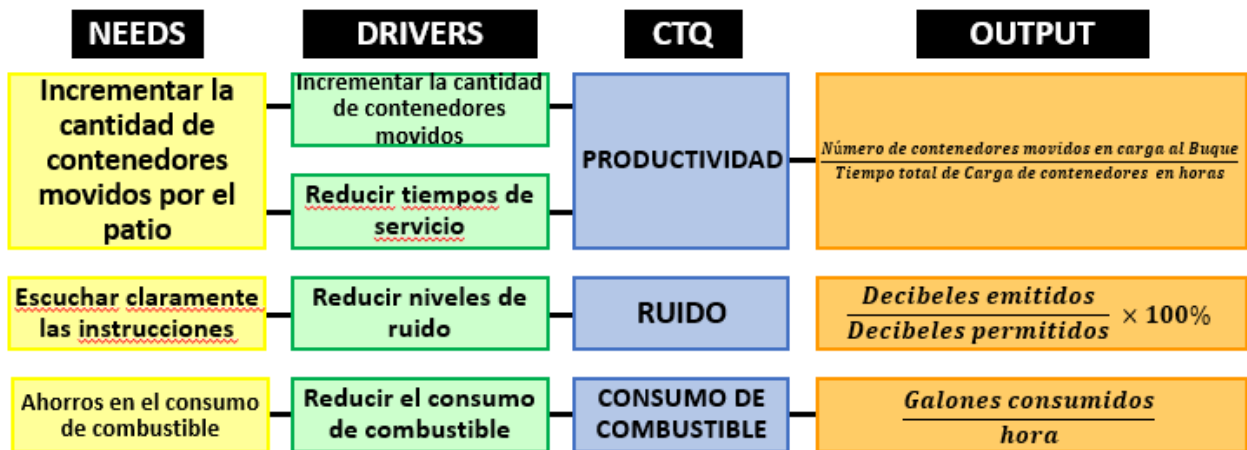 NEEDS
DRIVERS
CTQ
OUTPUT
Incrementar la
cantidad de
contenedores
movidos por el
patio
Incrementar la cantidad
de contenedores
movidos
Reducir tiempos de
servicio
PRODUCTIVIDAD
Número de contenedores movidos en carga al Buque
Tiempo total de Carga de contenedores en horas
Escuchar claramente
las instrucciones
Reducir niveles de
ruido
RUIDO
Decibeles emitidos
Decibeles permitidos × 100%
Ahorros en el consumo
de combustible
Reducir el consumo
de combustible
CONSUMO DE
COMBUSTIBLE
Galones consumidos
hora